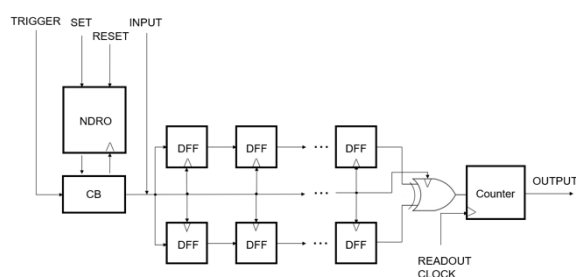 TRIGGER SET INPUT
RESET
NDRO
DFF DFF ... DFF
CB
...
Counter
OUTPUT
DFF DFF ... DFF
READOUT
CLOCK